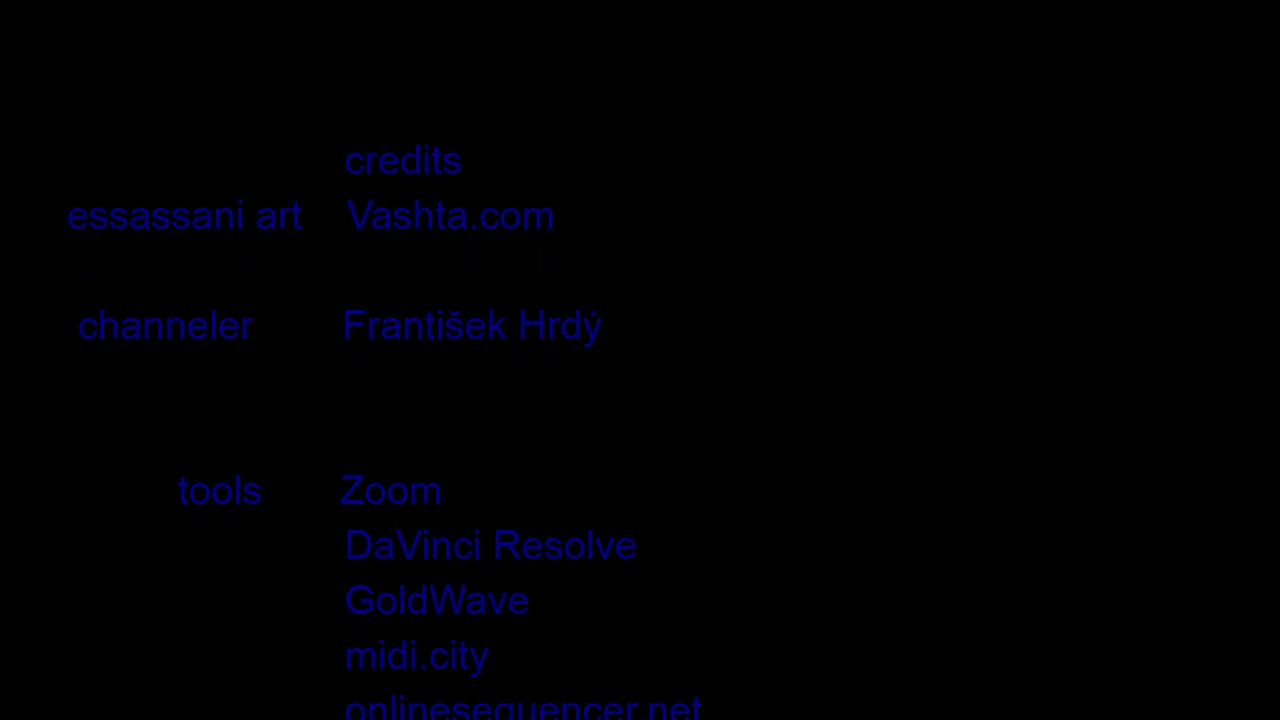 credits
essassani art Vashta.com
channeler František Hrdý
tools Zoom
DaVinci Resolve
GoldWave
midi.city
onlinesequencer.net